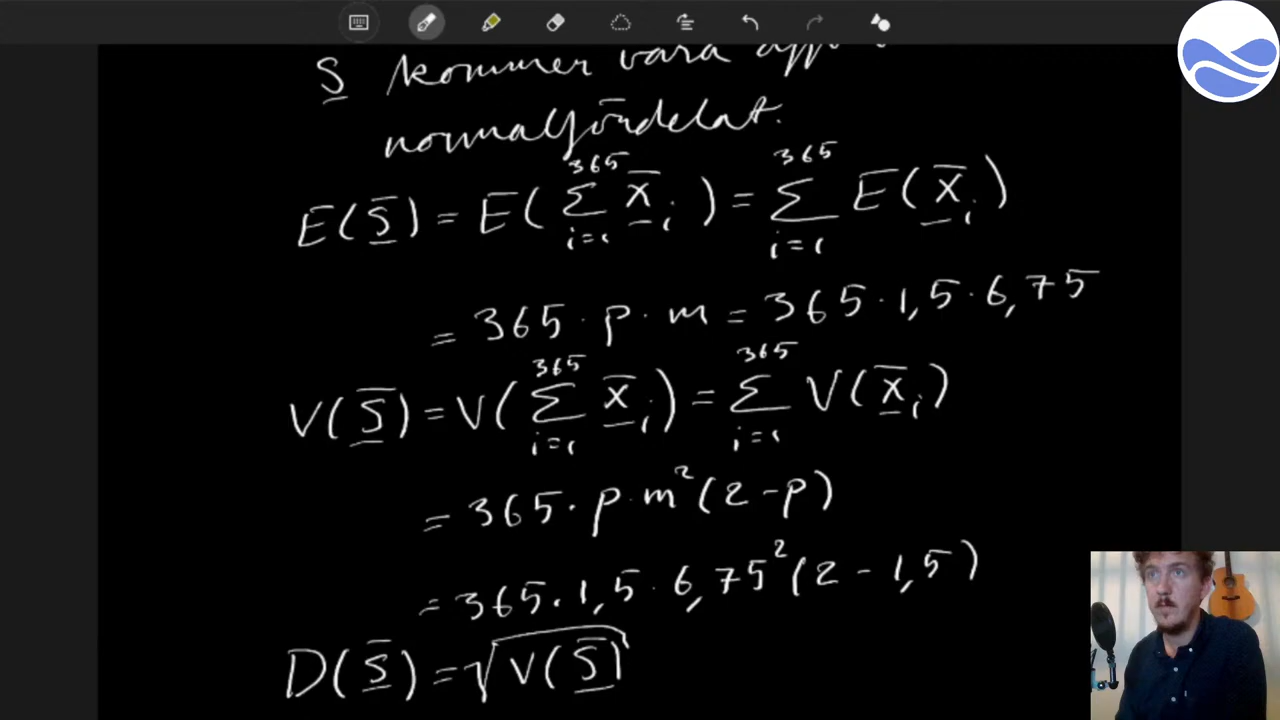 S kommer vara
normalfördelat.
E(S) = E(∑_{i=1}^{365} X_i) = ∑_{i=1}^{365} E(X_i)
= 365 · p · m = 365 · 1,5 · 6,75
V(S) = V(∑_{i=1}^{365} X_i) = ∑_{i=1}^{365} V(X_i)
= 365 · p · m²(2 - p)
= 365 · 1,5 · 6,75²(2 - 1,5)
D(S) = √V(S)